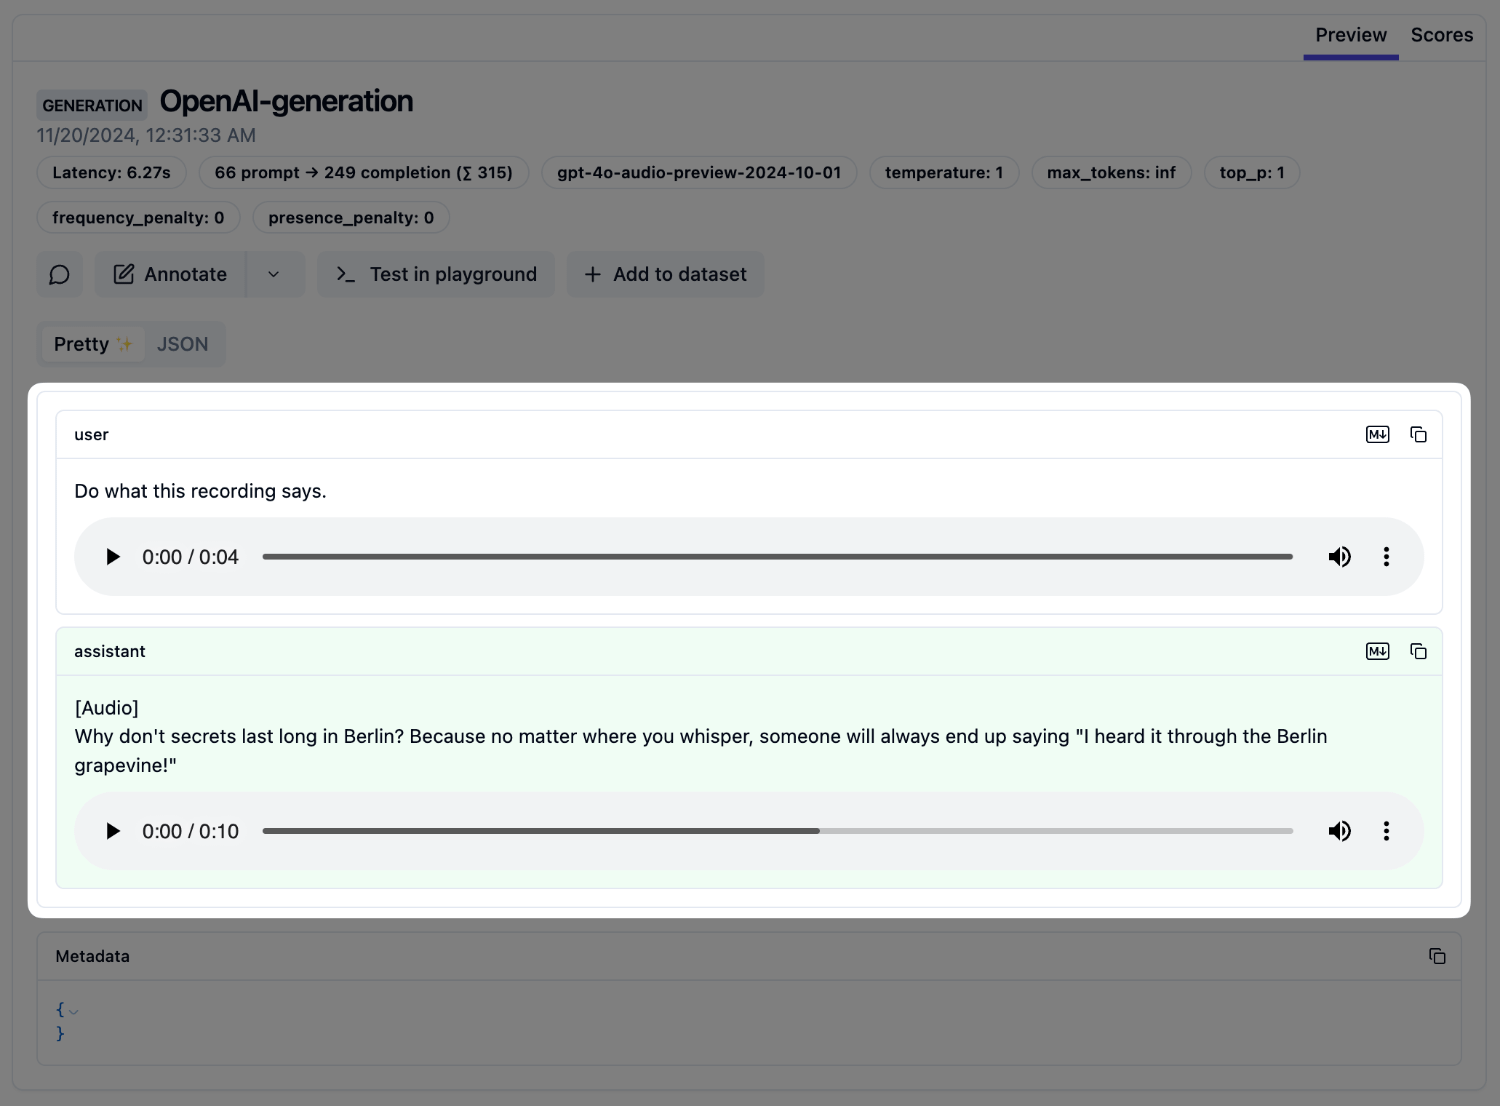 Preview Scores
GENERATION OpenAI-generation
11/20/2024, 12:31:33 AM
Latency: 6.27s 66 prompt → 249 completion (∑ 315) gpt-4o-audio-preview-2024-10-01 temperature: 1 max_tokens: inf top_p: 1
frequency_penalty: 0 presence_penalty: 0
Annotate Test in playground Add to dataset
Pretty ✨ JSON
user M↓
Do what this recording says.
0:00 / 0:04
assistant M↓
[Audio]
Why don't secrets last long in Berlin? Because no matter where you whisper, someone will always end up saying "I heard it through the Berlin
grapevine!"
0:00 / 0:10
Metadata
{
}